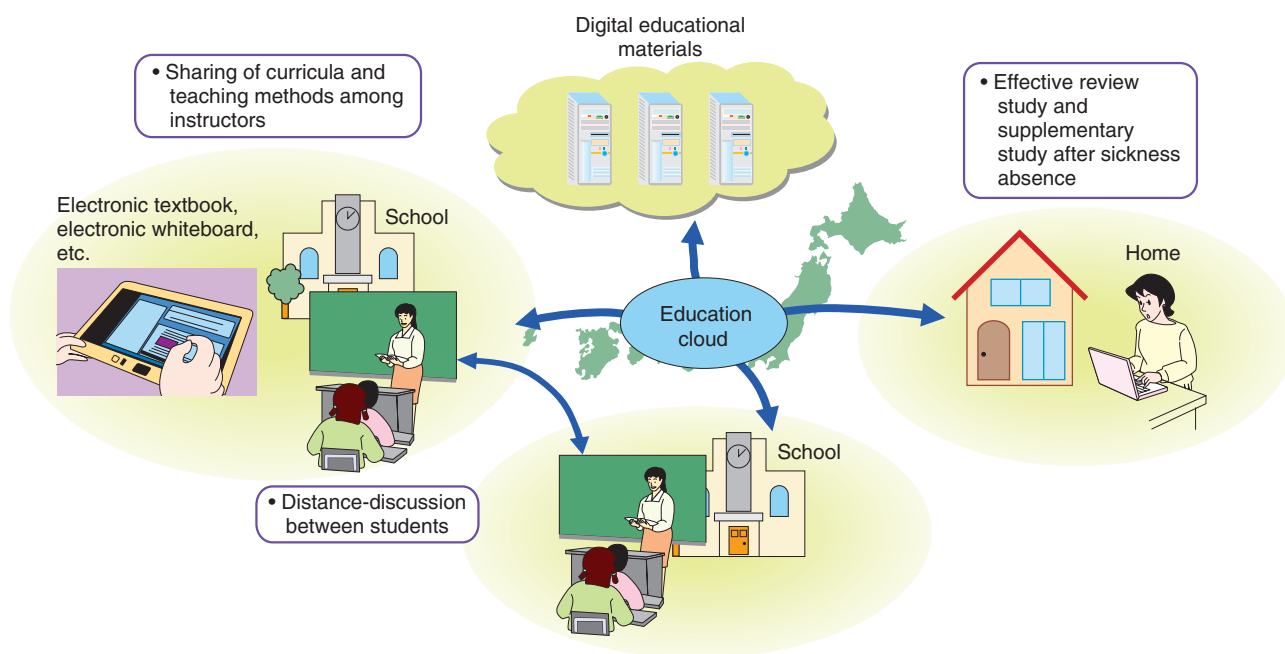 Digital educational
materials
• Sharing of curricula and
teaching methods among
instructors
• Effective review
study and
supplementary
study after sickness
absence
Electronic textbook,
electronic whiteboard,
etc.
School
Home
Education
cloud
School
• Distance-discussion
between students